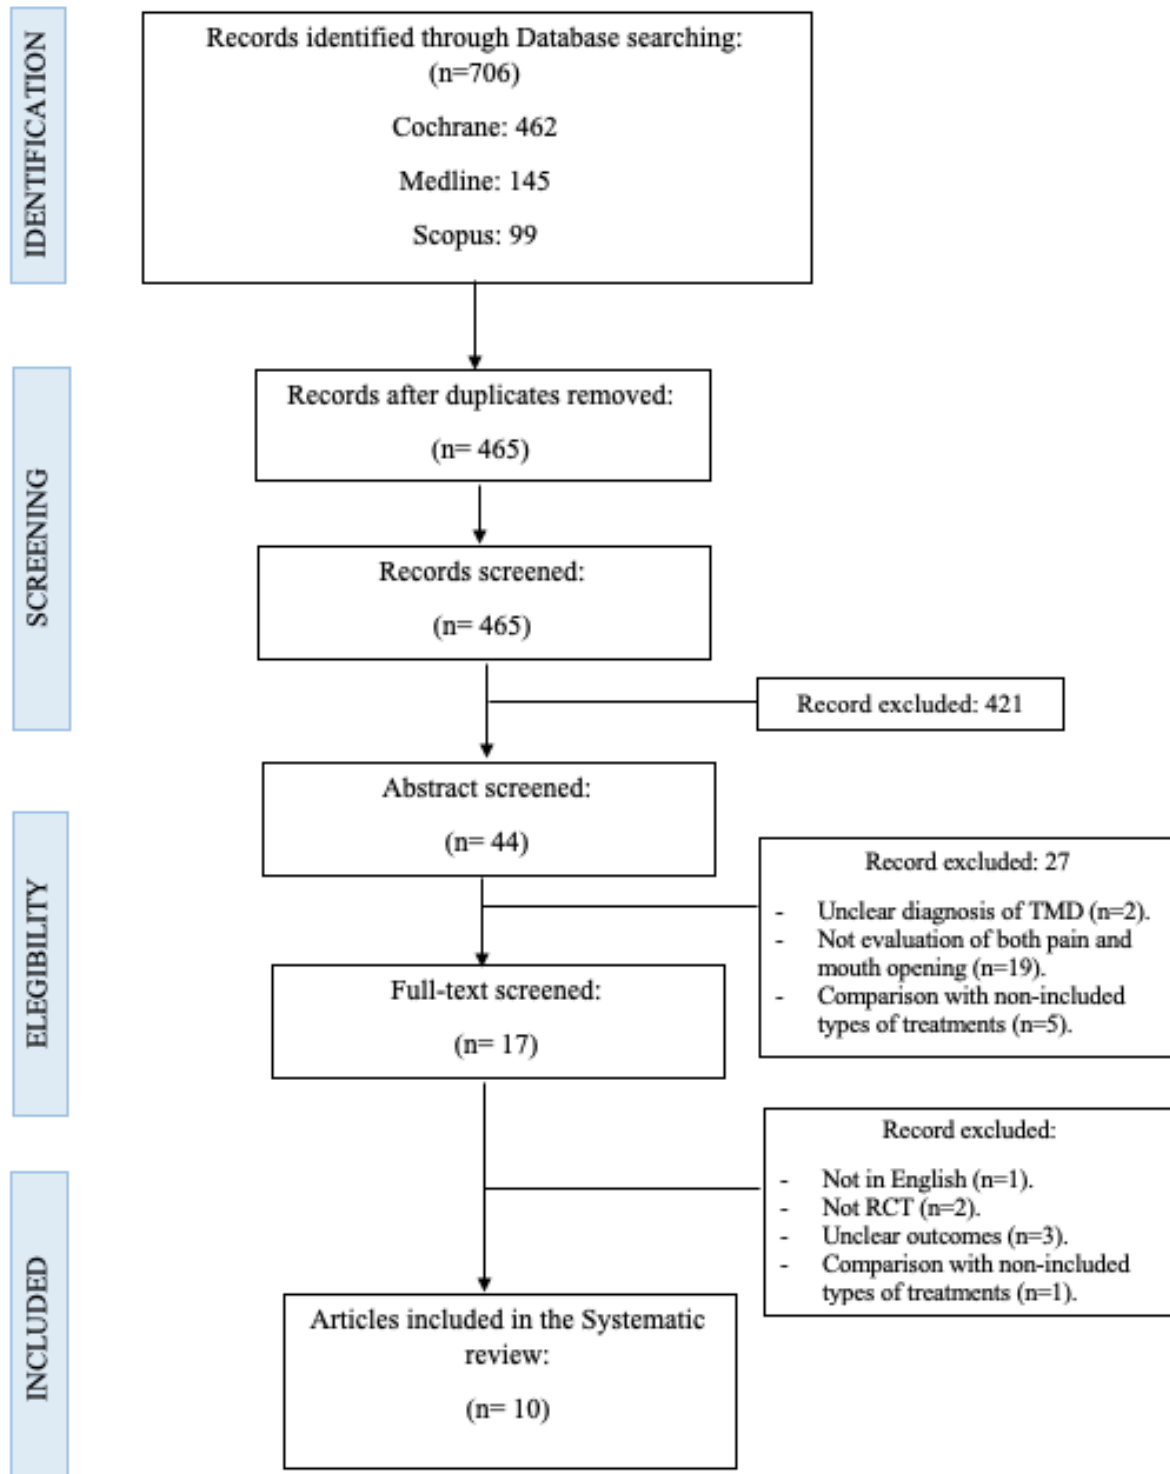 IDENTIFICATION
Records identified through Database searching:
(n=706)
Cochrane: 462
Medline: 145
Scopus: 99
SCREENING
Records after duplicates removed:
(n= 465)
Records screened:
(n= 465)
Record excluded: 421
ELEGIBILITY
Abstract screened:
(n= 44)
Record excluded: 27
- Unclear diagnosis of TMD (n=2).
- Not evaluation of both pain and
mouth opening (n=19).
- Comparison with non-included
types of treatments (n=5).
Full-text screened:
(n= 17)
Record excluded:
- Not in English (n=1).
- Not RCT (n=2).
- Unclear outcomes (n=3).
- Comparison with non-included
types of treatments (n=1).
INCLUDED
Articles included in the Systematic
review:
(n= 10)